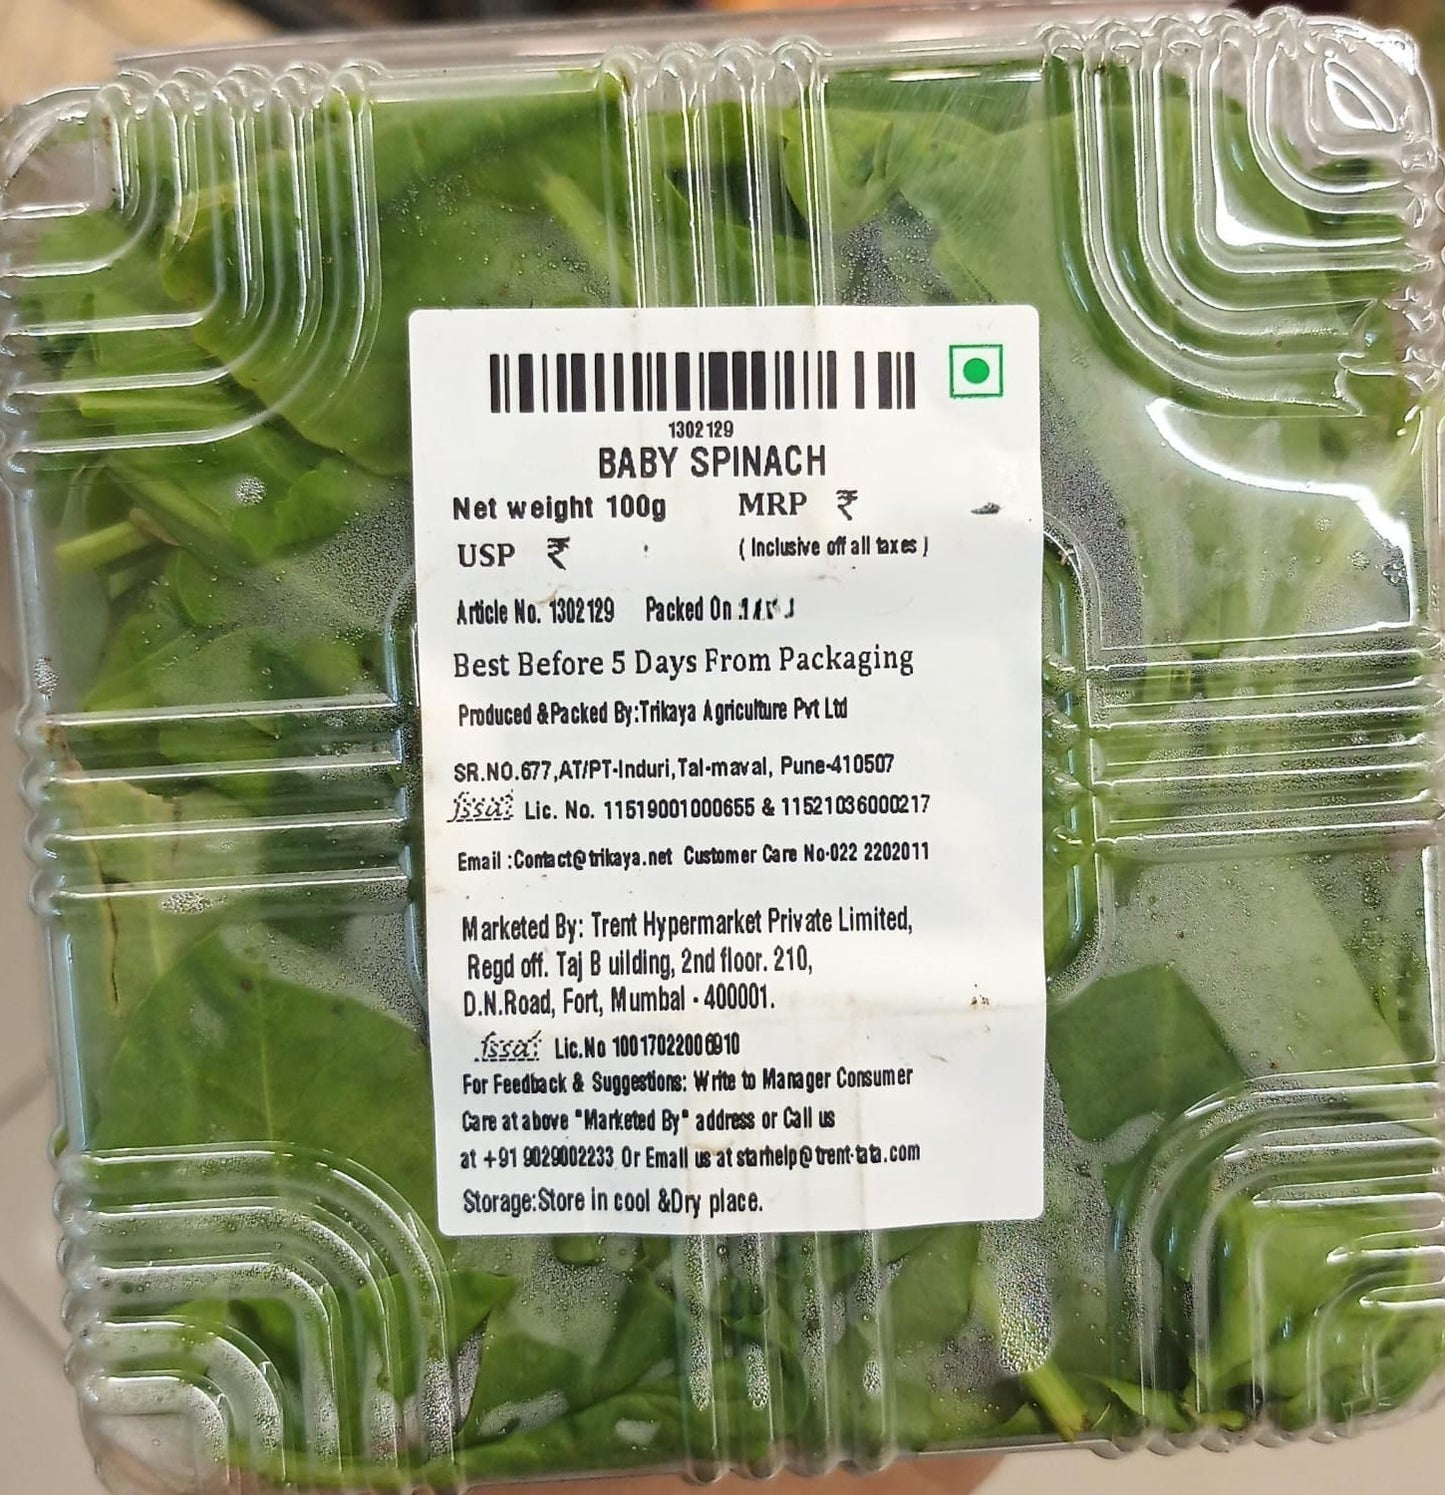 1302129
BABY SPINACH
Net weight 100g MRP ₹
USP ₹ ( Inclusive off all taxes )
Article No. 1302129 Packed On :
Best Before 5 Days From Packaging
Produced &Packed By:Trikaya Agriculture Pvt Ltd
SR.NO.677,AT/PT-Induri,Tal-maval, Pune-410507
fssai Lic. No. 11519001000655 & 11521036000217
Email :Contact@trikaya.net Customer Care No-022 2202011
Marketed By: Trent Hypermarket Private Limited,
Regd off. Taj B uilding, 2nd floor. 210,
D.N.Road, Fort, Mumbai - 400001.
fssai Lic.No
For Feedback & Suggestions: Write to Manager Consumer
Care at above "Marketed By" address or Call us
at +91 9029002233 Or Email us at starhelp@trent-tata.com
Storage:Store in cool &Dry place.